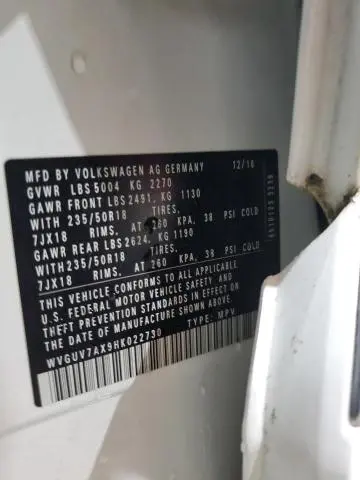 MFD BY VOLKSWAGEN AG GERMANY 12/16
GVWR LBS 5004 KG 2270
GAWR FRONT LBS 2491, KG 1130
WITH 235/50R18 TIRES,
7JX18 RIMS, AT 260 KPA, 38 PSI COLD
GAWR REAR LBS 2624, KG 1190
WITH 235/50R18 TIRES,
7JX18 RIMS. AT 260 KPA, 38 PSI COLD
THIS VEHICLE CONFORMS TO ALL APPLICABLE
U.S. FEDERAL MOTOR VEHICLE SAFETY AND
THEFT PREVENTION STANDARDS IN EFFECT ON
THE DATE OF MANUFACTURE SHOWN ABOVE.
WVGUV7AX9HK022730 TYPE: MPV